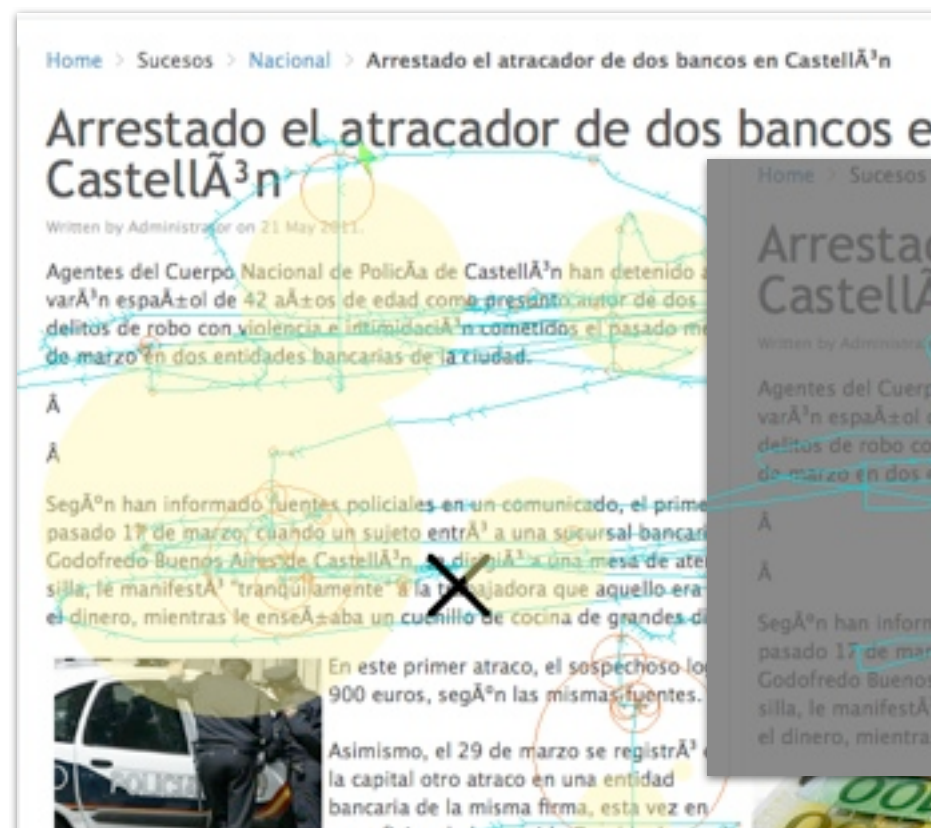 Home > Sucesos > Nacional > Arrestado el atracador de dos bancos en CastellÃ³n
Arrestado el atracador de dos bancos e
CastellÃ³n
Written by Administrator on 21 May 2011.
Agentes del Cuerpo Nacional de PolicÃ­a de CastellÃ³n han detenido a
varÃ³n espaÃ±ol de 42 aÃ±os de edad como presunto autor de dos
delitos de robo con violencia e intimidaciÃ³n cometidos el pasado me
de marzo en dos entidades bancarias de la ciudad.
Â
Â
SegÃºn han informado fuentes policiales en un comunicado, el prime
pasado 17 de marzo, cuando un sujeto entrÃ³ a una sucursal bancari
Godofredo Buenos Aires de CastellÃ³n, dirigiÃ³ a una mesa de ate
silla, le manifestÃ³ "tranquilamente" a la trabajadora que aquello era
el dinero, mientras le enseÃ±aba un cuchillo de cocina de grandes di
En este primer atraco, el sospechoso lo
900 euros, segÃºn las mismas fuentes.
Asimismo, el 29 de marzo se registrÃ³
la capital otro atraco en una entidad
bancaria de la misma firma, esta vez en
POLICIA
Home > Sucesos
Arrestad
CastellÃ
Written by Administra
Agentes del Cuerp
varÃ³n espaÃ±ol d
delitos de robo co
de marzo en dos e
Â
Â
SegÃºn han inform
pasado 17 de mar
Godofredo Buenos
silla, le manifestÃ
el dinero, mientra